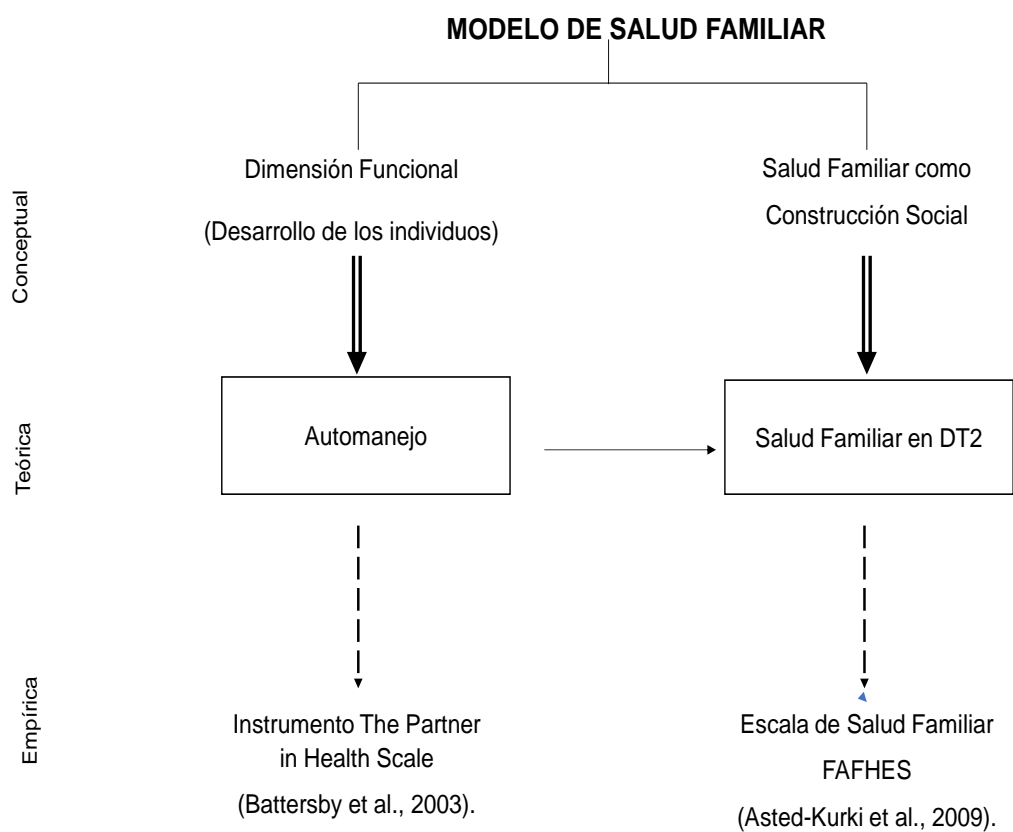 MODELO DE SALUD FAMILIAR
Conceptual
Dimensión Funcional
(Desarrollo de los individuos)
Salud Familiar como
Construcción Social
Teórica
Automanejo
Salud Familiar en DT2
Empírica
Instrumento The Partner
in Health Scale
(Battersby et al., 2003).
Escala de Salud Familiar
FAFHES
(Asted-Kurki et al., 2009).